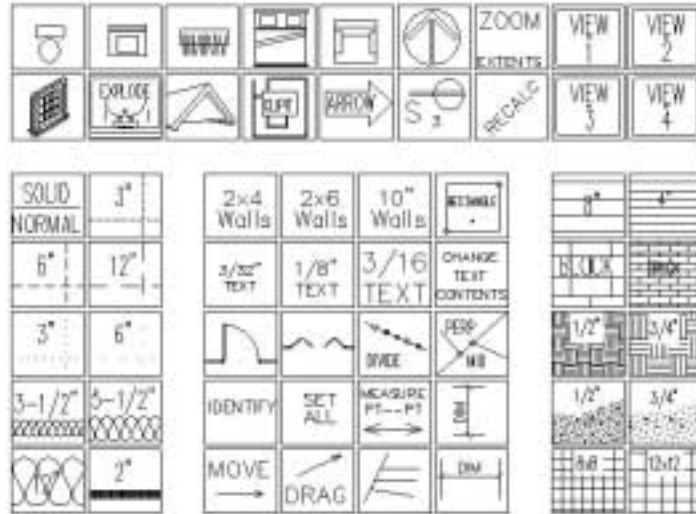 ZOOM
EXTENTS
VIEW
1
VIEW
2
EXPLODE
CLIPIT
ARROW
S 3
RECALC
VIEW
3
VIEW
4
SOLID
NORMAL
3"
6"
12"
3"
6"
3-1/2"
5-1/2"
2"
2x4
Walls
2x6
Walls
10"
Walls
RECTANGLE
3/32"
TEXT
1/8"
TEXT
3/16
TEXT
CHANGE
TEXT
CONTENTS
DIVIDE
PERP
MID
IDENTIFY
SET
ALL
MEASURE
PT--PT
DIM
MOVE
DRAG
DIM
8"
4"
BLOCK
BRICK
1/2"
3/4"
1/2"
3/4"
8x8
12x12